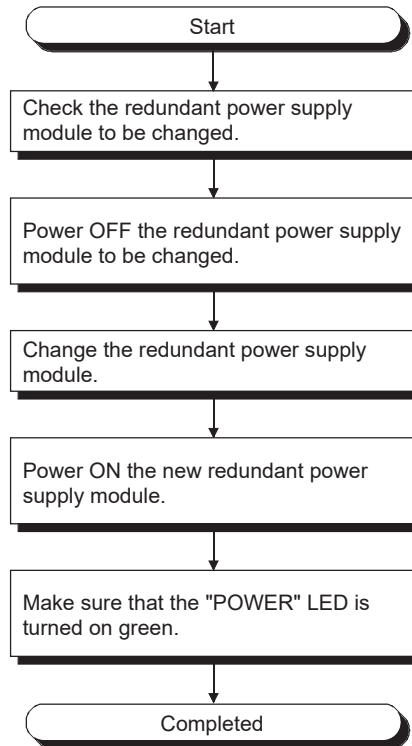 Start
Check the redundant power supply
module to be changed.
Power OFF the redundant power supply
module to be changed.
Change the redundant power supply
module.
Power ON the new redundant power
supply module.
Make sure that the "POWER" LED is
turned on green.
Completed